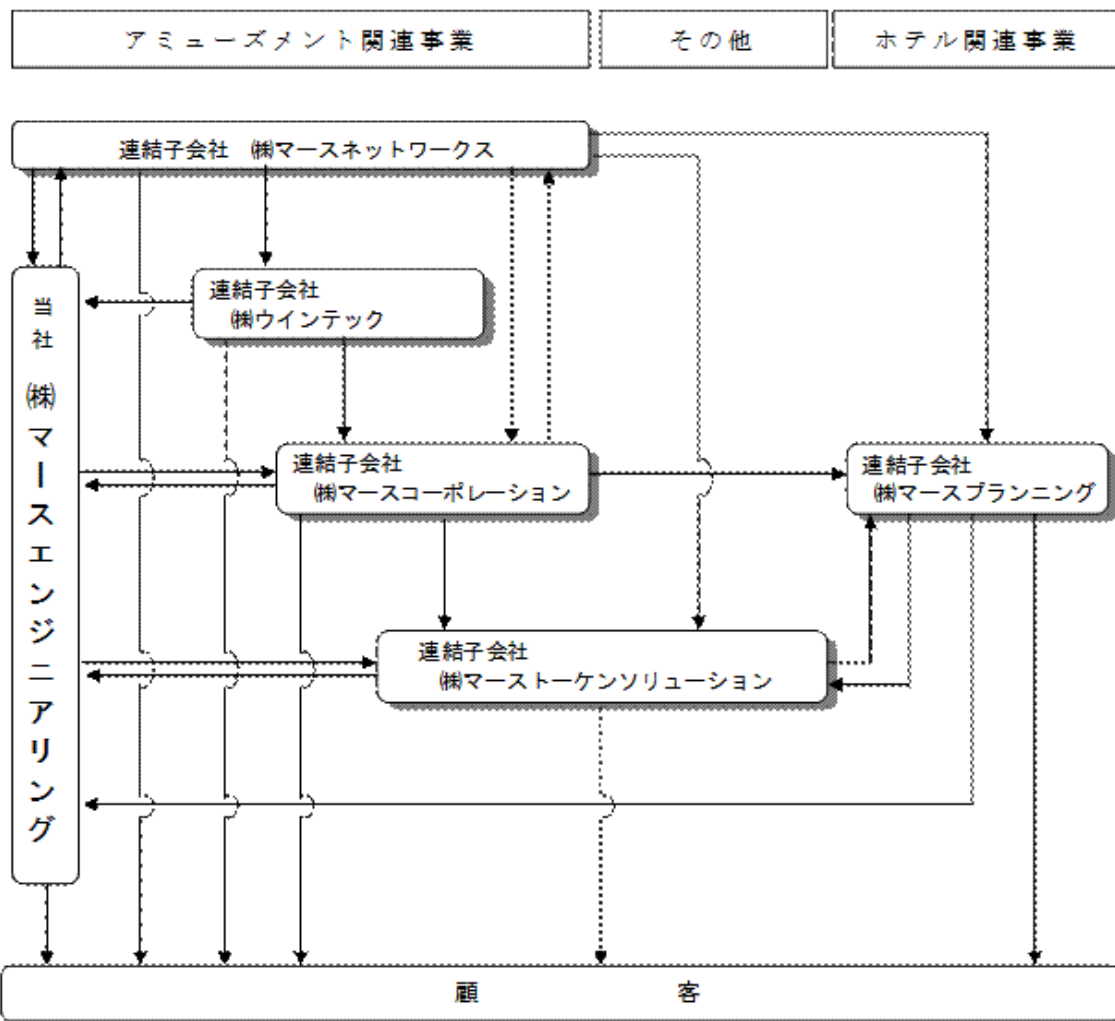 アミューズメント関連事業
その他
ホテル関連事業
連結子会社　㈱マースネットワークス
当社　㈱マースエンジニアリング
連結子会社
㈱ウインテック
連結子会社
㈱マースコーポレーション
連結子会社
㈱マースプランニング
連結子会社
㈱マーストーケンソリューション
顧　客